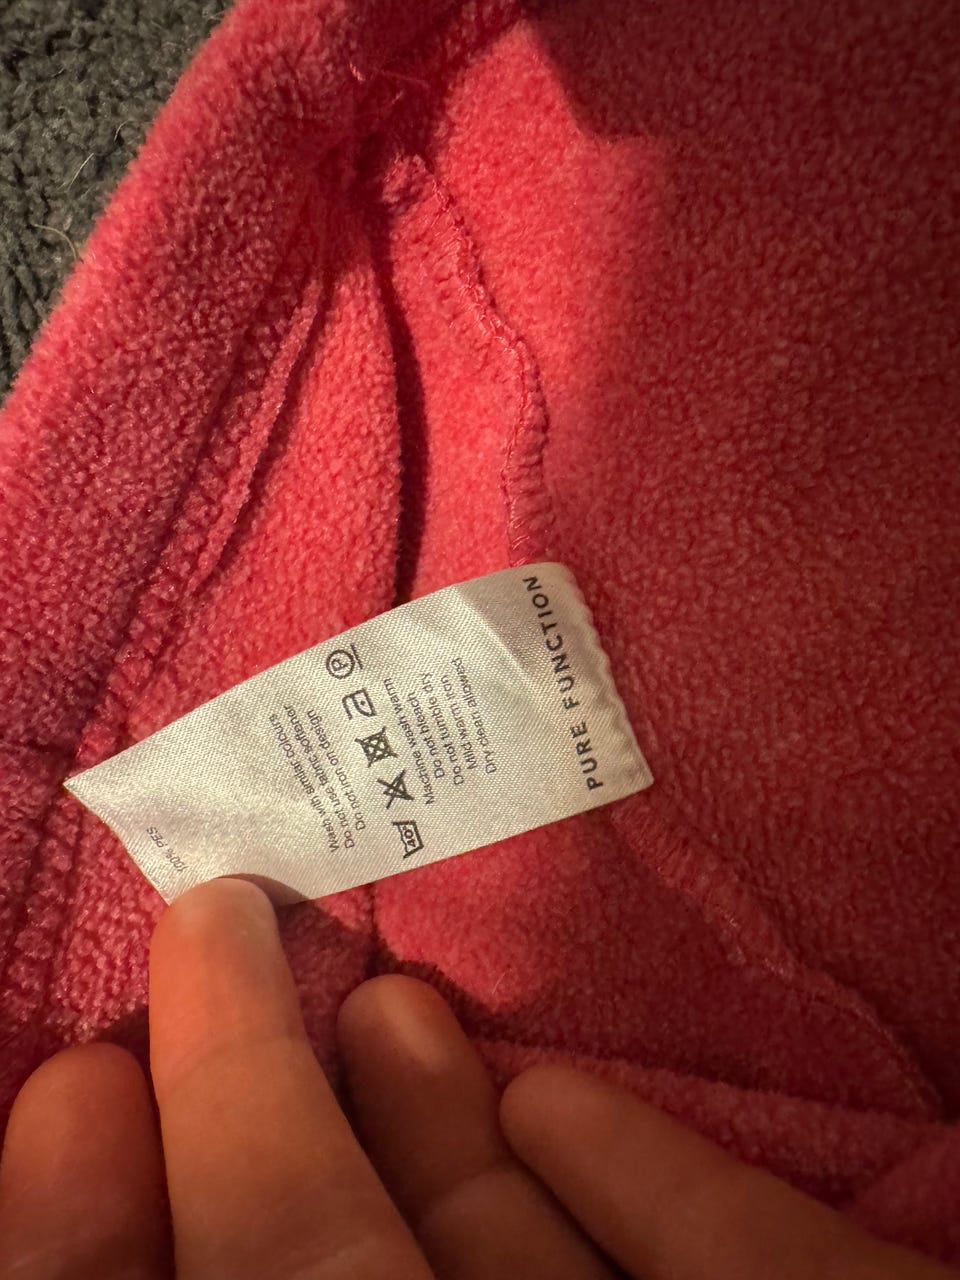 PURE FUNCTION
Machine wash warm
Do not bleach
Do not tumble dry
Mild warm iron
Dry clean allowed
40°
P
Wash with similar colours
Do not use fabric softener
Do not iron on design
100% PES